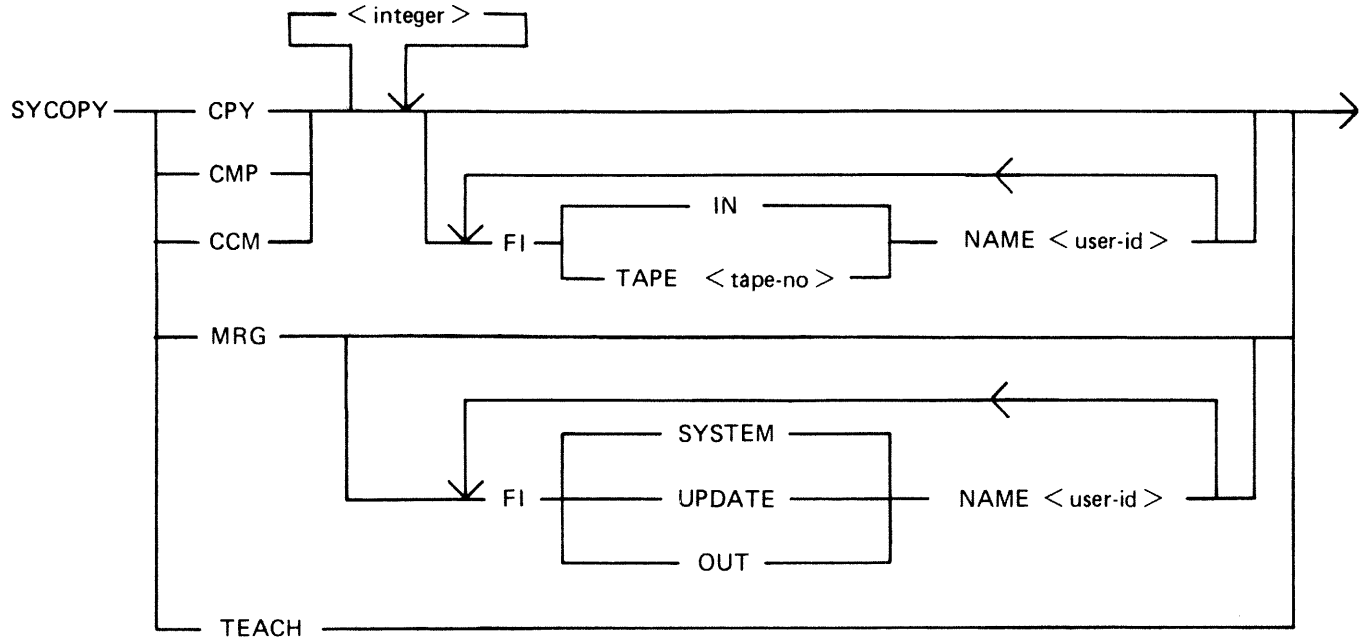 < integer >
SYCOPY CPY
CMP
CCM
IN
FI NAME < user-id >
TAPE < tape-no >
MRG
SYSTEM
FI UPDATE NAME < user-id >
OUT
TEACH